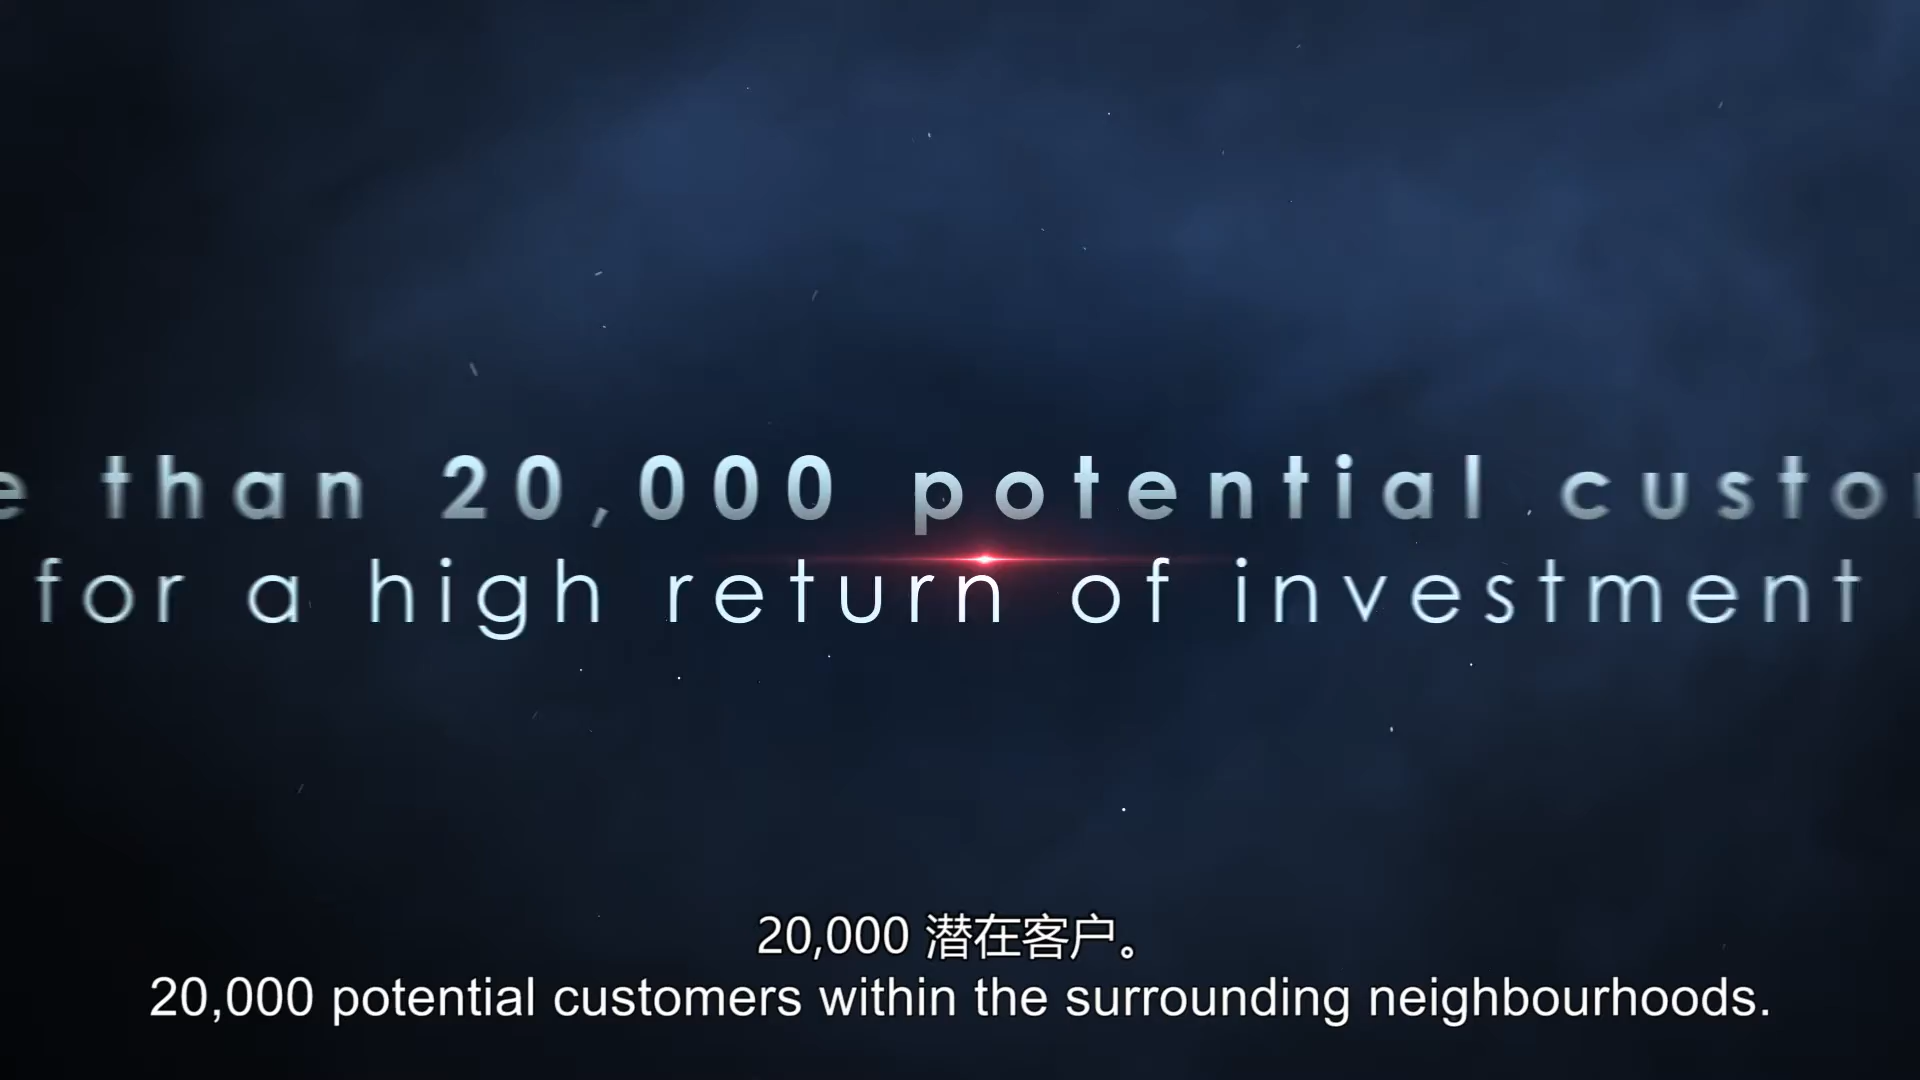 than 20,000 potential
for a high return of investment
20,000 潜在客户。
20,000 potential customers within the surrounding neighbourhoods.